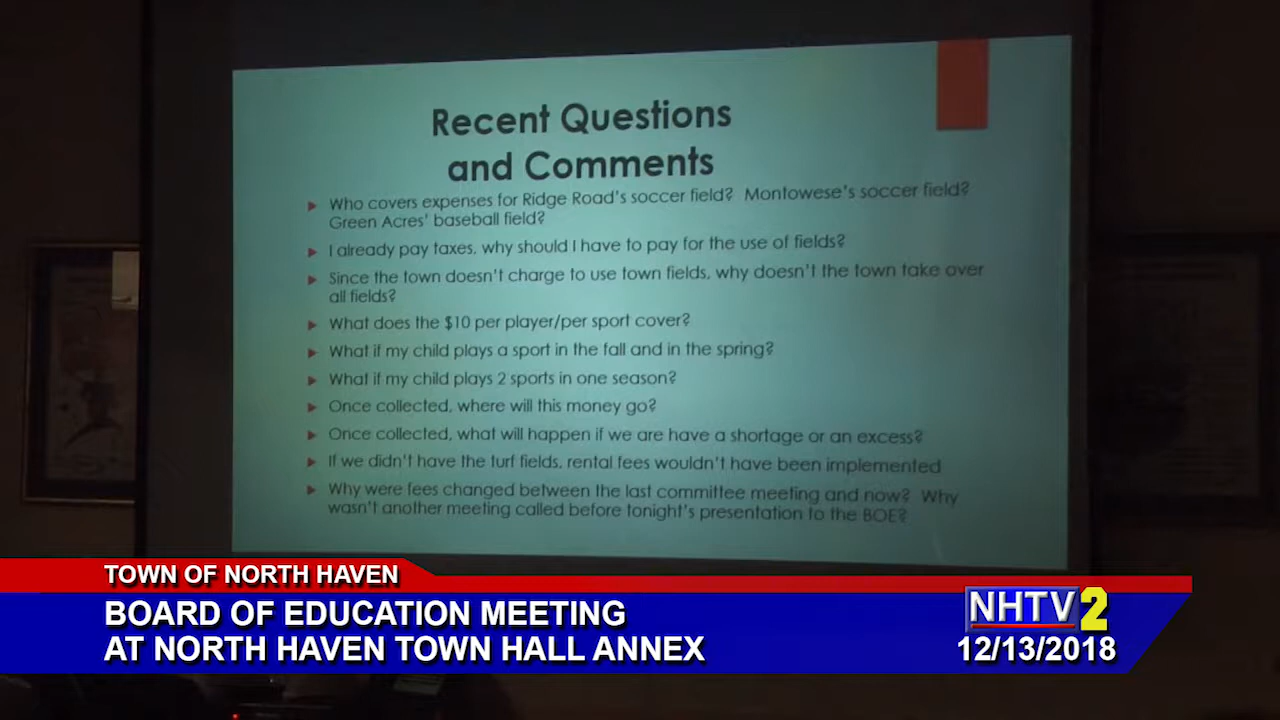 Recent Questions
and Comments
Who covers expenses for Ridge Road's soccer field? Montowese's soccer field?
Green Acres' baseball field?
I already pay taxes, why should I have to pay for the use of fields?
Since the town doesn't charge to use town fields, why doesn't the town take over
all fields?
What does the $10 per player/per sport cover?
What if my child plays a sport in the fall and in the spring?
What if my child plays 2 sports in one season?
Once collected, where will this money go?
Once collected, what will happen if we are have a shortage or an excess?
If we didn't have the turf fields, rental fees wouldn't have been implemented
Why were fees changed between the last committee meeting and now? Why
wasn't another meeting called before tonight's presentation to the BOE?
TOWN OF NORTH HAVEN
BOARD OF EDUCATION MEETING
AT NORTH HAVEN TOWN HALL ANNEX
NHTV2
12/13/2018